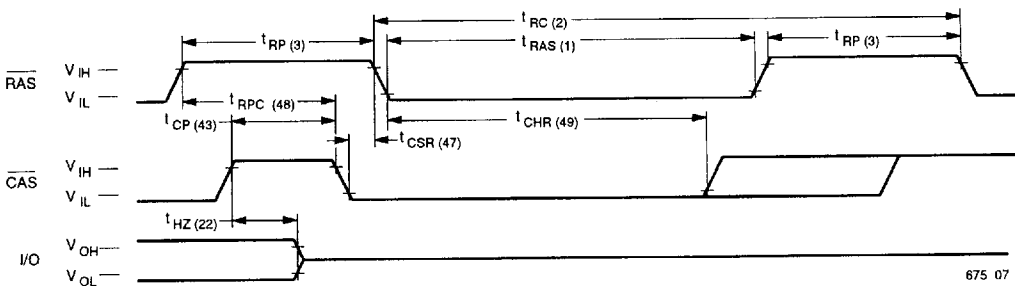 t RC (2)
t RP (3)
t RAS (1)
t RP (3)
RAS
V IH
V IL
t RPC (48)
t CP (43)
t CHR (49)
t CSR (47)
CAS
V IH
V IL
t HZ (22)
I/O
V OH
V OL
675 07